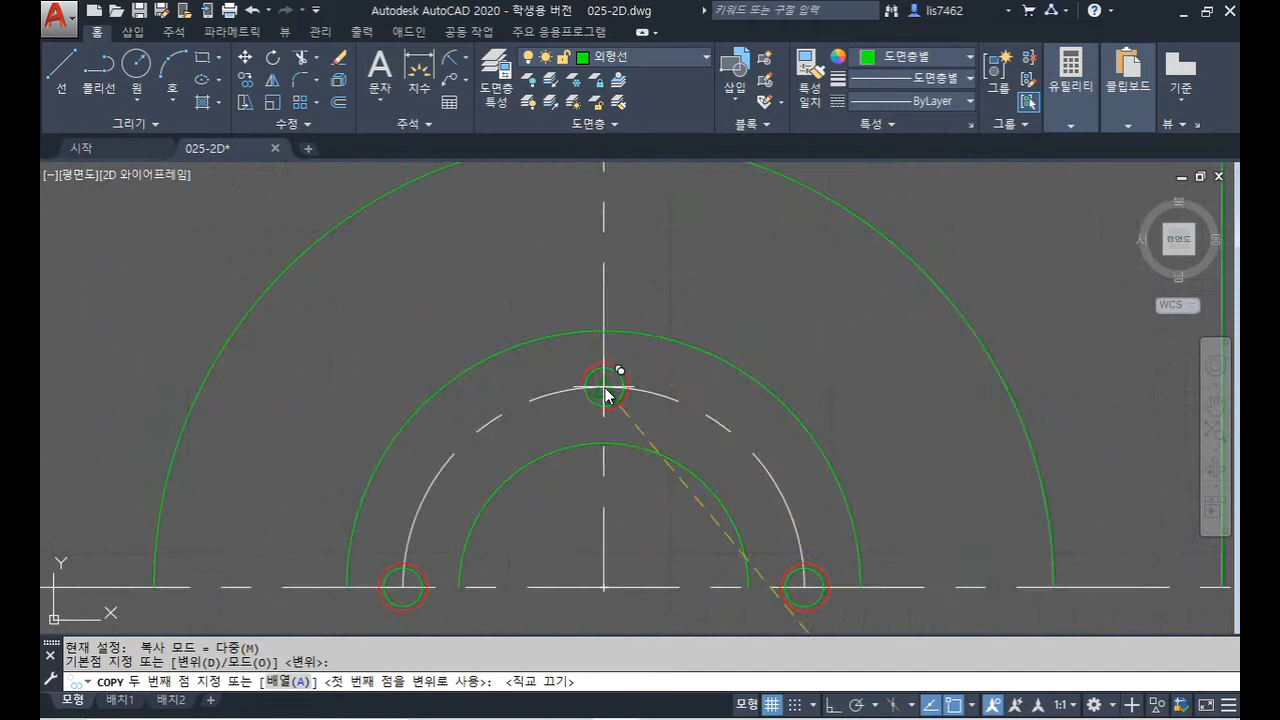 Autodesk AutoCAD 2020 - 학생용 버전 025-2D.dwg
키워드 또는 구절 입력
lis7462
홈 삽입 주석 파라메트릭 뷰 관리 출력 애드인 공동 작업 주요 응용프로그램
외형선
도면층별
도면층별
ByLayer
선 폴리선 원 호
문자 치수
도면층
특성
삽입
특성
일치
그룹
유틸리티
클립보드
기준
그리기 수정 주석 도면층 블록 특성 그룹 뷰
시작
025-2D*
[−][평면도][2D 와이어프레임]
북
서
평면도
동
남
WCS
Y
X
현재 설정: 복사 모드 = 다중(M)
기본점 지정 또는 [변위(D)/모드(O)] <변위>:
COPY 두 번째 점 지정 또는 [배열(A)] <첫 번째 점을 변위로 사용>: <직교 끄기>
모형 배치1 배치2
모형
1:1